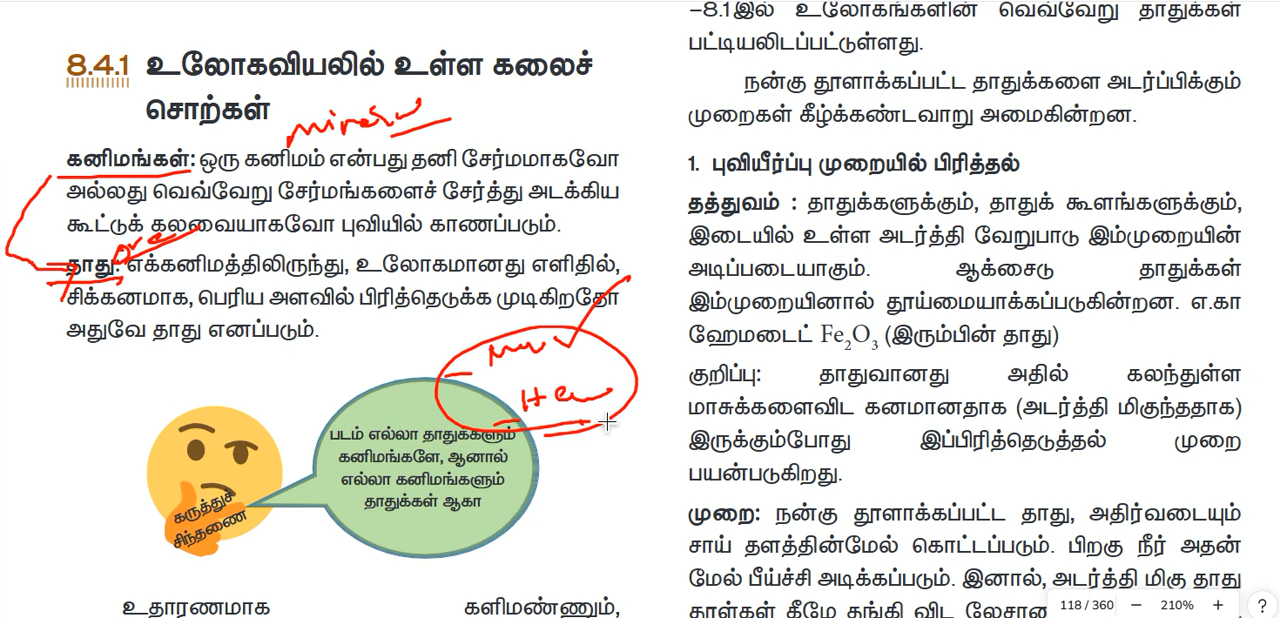 8.4.1 உலோகவியலில் உள்ள கலைச்
சொற்கள்
கனிமங்கள்: ஒரு கனிமம் என்பது தனி சேர்மமாகவோ
அல்லது வெவ்வேறு சேர்மங்களைச் சேர்த்து அடக்கிய
கூட்டுக் கலவையாகவோ புவியில் காணப்படும்.
ore
தாது: எக்கனிமத்திலிருந்து, உலோகமானது எளிதில்,
சிக்கனமாக, பெரிய அளவில் பிரித்தெடுக்க முடிகிறதோ
அதுவே தாது எனப்படும்.
படம் எல்லா தாதுக்களும்
கனிமங்களே, ஆனால்
எல்லா கனிமங்களும்
தாதுக்கள் ஆகா
கருத்துச்
சிந்தனை
உதாரணமாக களிமண்ணும்,
–8.1இல் உலோகங்களின் வெவ்வேறு தாதுக்கள்
பட்டியலிடப்பட்டுள்ளது.
நன்கு தூளாக்கப்பட்ட தாதுக்களை அடர்ப்பிக்கும்
முறைகள் கீழ்க்கண்டவாறு அமைகின்றன.
1. புவியீர்ப்பு முறையில் பிரித்தல்
தத்துவம் : தாதுக்களுக்கும், தாதுக் கூளங்களுக்கும்,
இடையில் உள்ள அடர்த்தி வேறுபாடு இம்முறையின்
அடிப்படையாகும். ஆக்சைடு தாதுக்கள்
இம்முறையினால் தூய்மையாக்கப்படுகின்றன. எ.கா
ஹேமடைட் Fe₂O₃ (இரும்பின் தாது)
குறிப்பு: தாதுவானது அதில் கலந்துள்ள
மாசுக்களைவிட கனமானதாக (அடர்த்தி மிகுந்ததாக)
இருக்கும்போது இப்பிரித்தெடுத்தல் முறை
பயன்படுகிறது.
முறை: நன்கு தூளாக்கப்பட்ட தாது, அதிர்வடையும்
சாய் தளத்தின்மேல் கொட்டப்படும். பிறகு நீர் அதன்
மேல் பீய்ச்சி அடிக்கப்படும். இனால், அடர்த்தி மிகு தாது
118 / 360 − 210% + ?